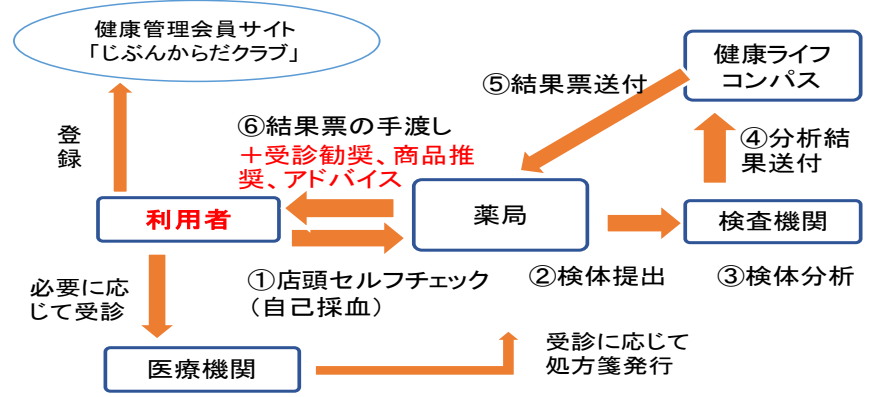 健康管理会員サイト
「じぶんからだクラブ」
健康ライフ
コンパス
⑤結果票送付
登
録
⑥結果票の手渡し
＋受診勧奨、商品推
奨、アドバイス
④分析結
果送付
利用者
薬局
検査機関
必要に応
じて受診
①店頭セルフチェック
（自己採血）
②検体提出
③検体分析
医療機関
受診に応じて
処方箋発行